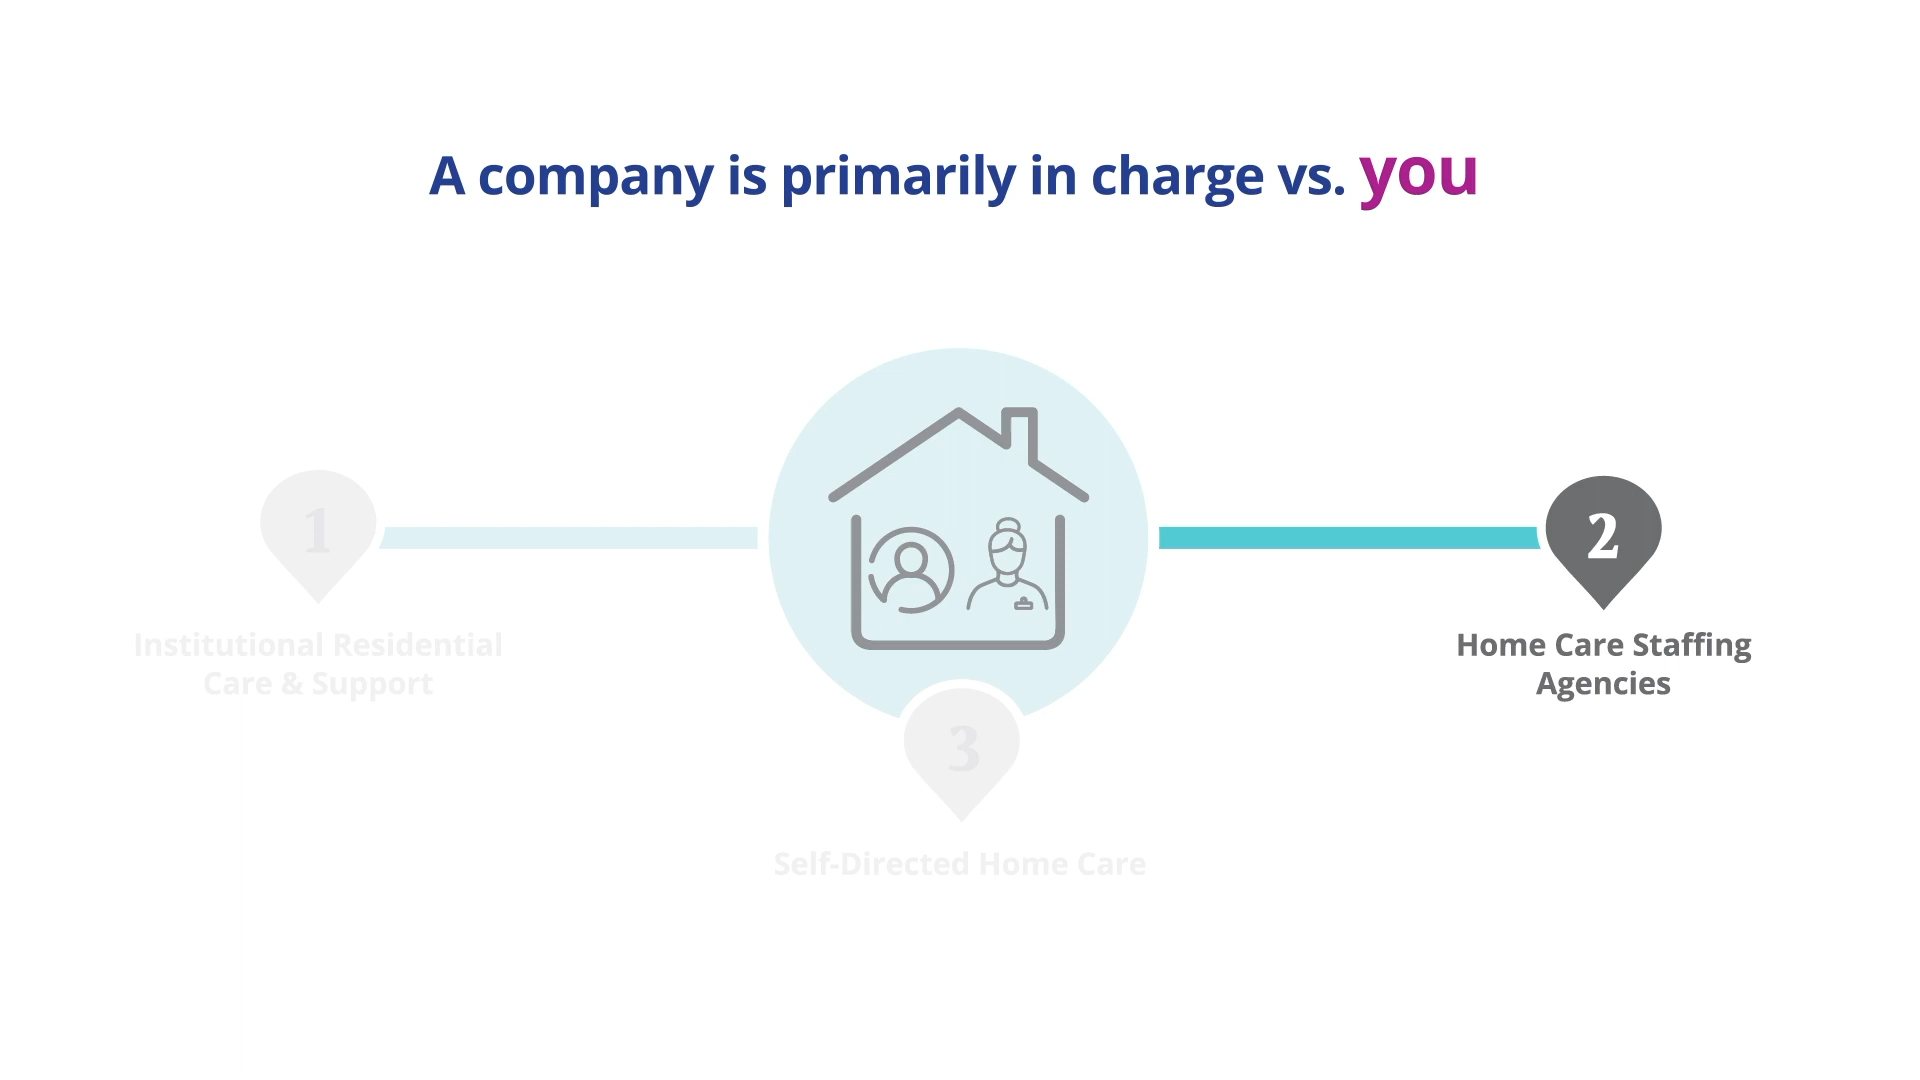 A company is primarily in charge vs. you
1
Institutional Residential
Care & Support
2
Home Care Staffing
Agencies
3
Self-Directed Home Care